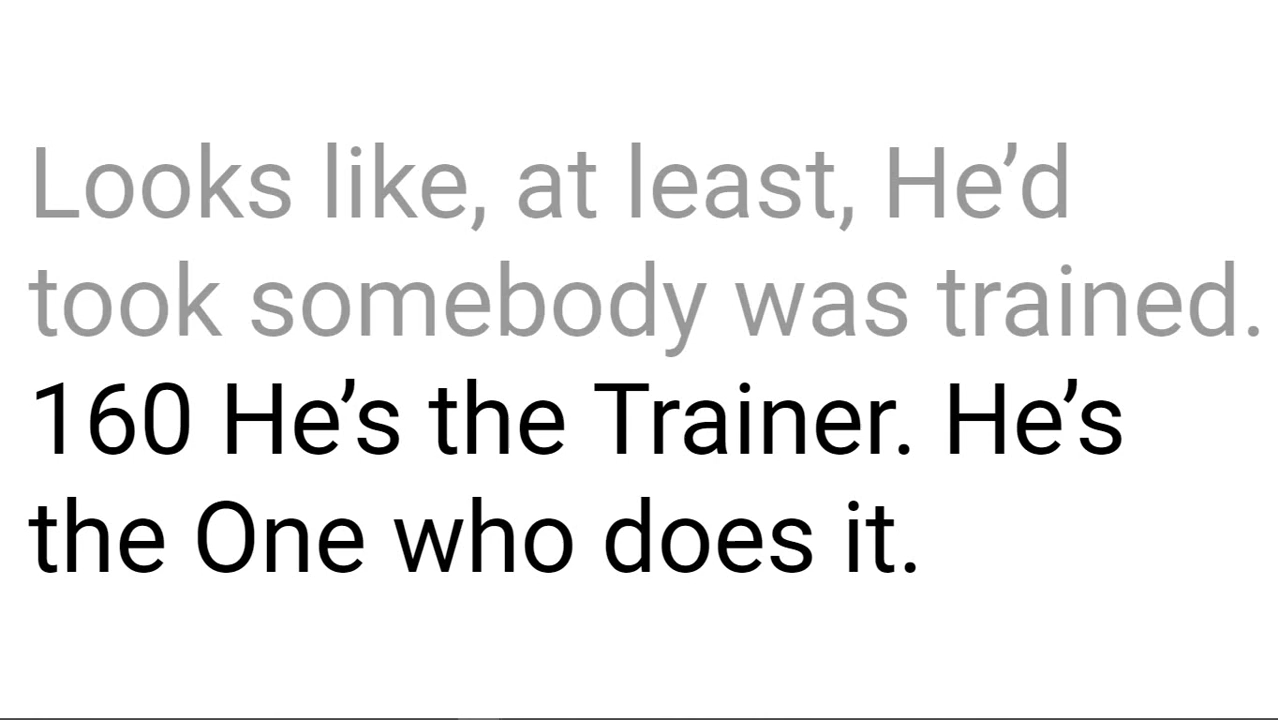 Looks like, at least, He’d
took somebody was trained.
160 He’s the Trainer. He’s
the One who does it.